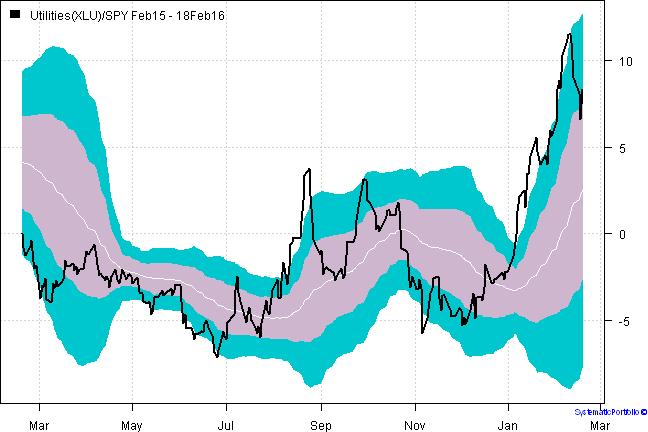 Utilities(XLU)/SPY Feb15 - 18Feb16
10
5
0
-5
SystematicPortfolio ©
Mar May Jul Sep Nov Jan Mar